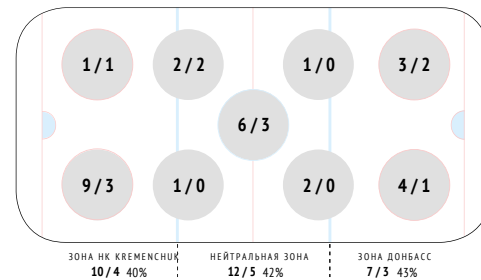 1 / 1 2 / 2 1 / 0 3 / 2
6 / 3
9 / 3 1 / 0 2 / 0 4 / 1
ЗОНА НК KREMENCHUK НЕЙТРАЛЬНАЯ ЗОНА ЗОНА ДОНБАСС
10 / 4 40% 12 / 5 42% 7 / 3 43%